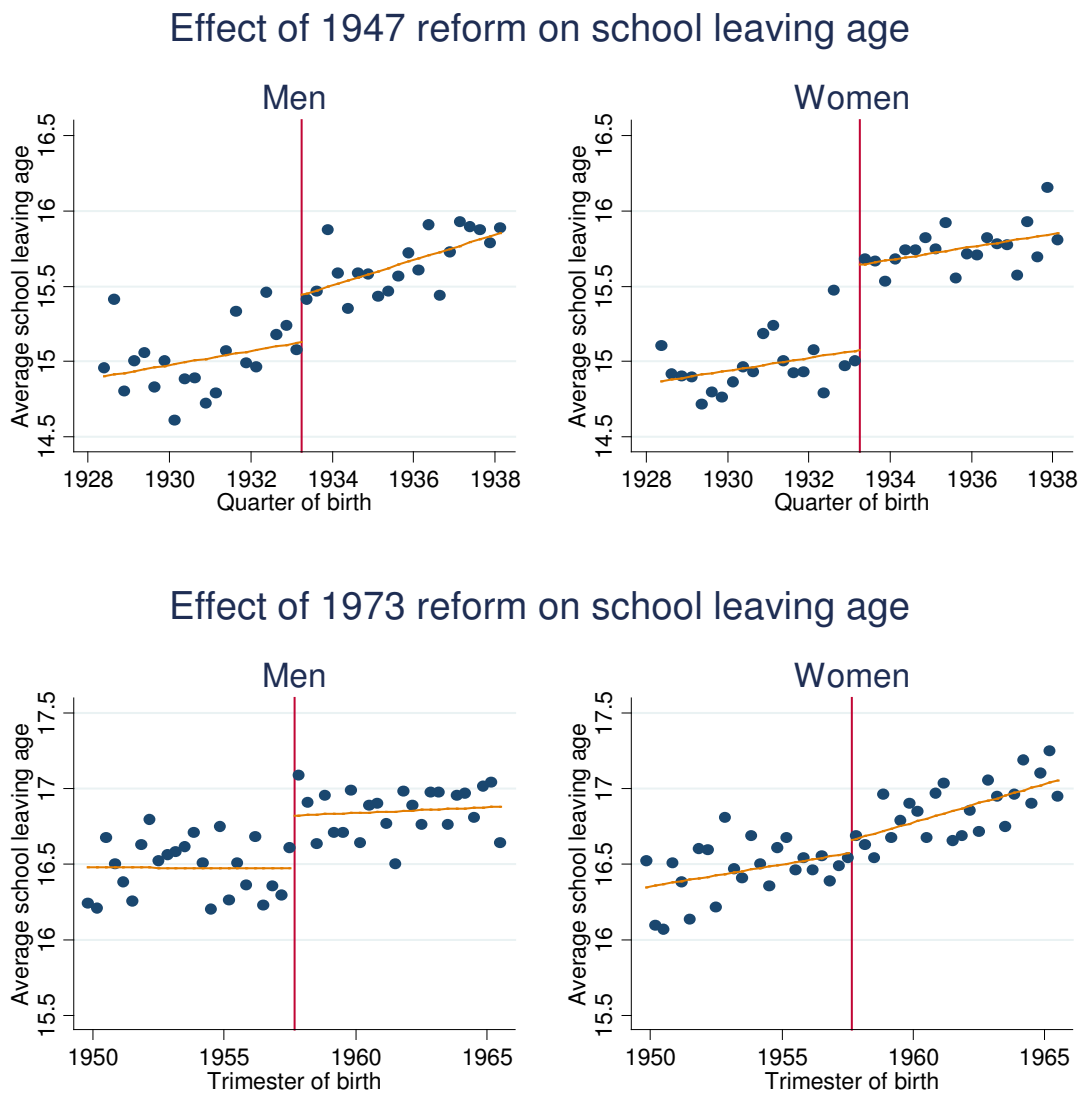 Effect of 1947 reform on school leaving age
Men
Average school leaving age
16.5
16
15.5
15
14.5
1928 1930 1932 1934 1936 1938
Quarter of birth
Women
Average school leaving age
16.5
16
15.5
15
14.5
1928 1930 1932 1934 1936 1938
Quarter of birth
Effect of 1973 reform on school leaving age
Men
Average school leaving age
17.5
17
16.5
16
15.5
1950 1955 1960 1965
Trimester of birth
Women
Average school leaving age
17.5
17
16.5
16
15.5
1950 1955 1960 1965
Trimester of birth